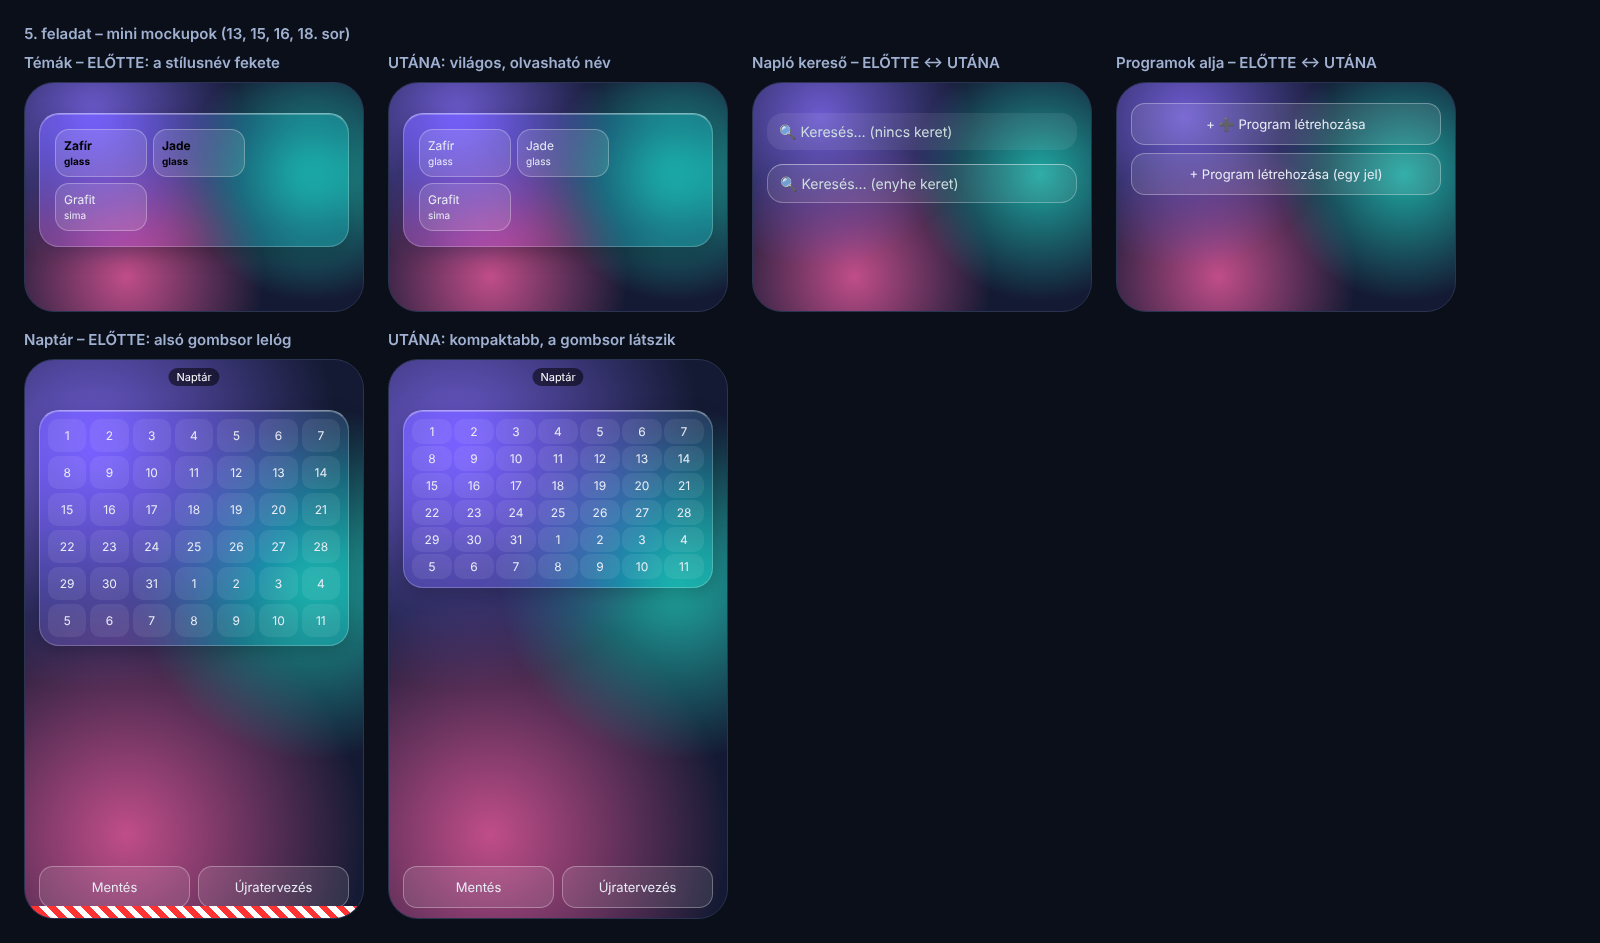 5. feladat – mini mockupok (13, 15, 16, 18. sor)
Témák – ELŐTTE: a stílusnév fekete
Zafír
glass
Jade
glass
Grafit
sima
UTÁNA: világos, olvasható név
Zafír
glass
Jade
glass
Grafit
sima
Napló kereső – ELŐTTE ↔ UTÁNA
🔍 Keresés... (nincs keret)
🔍 Keresés... (enyhe keret)
Programok alja – ELŐTTE ↔ UTÁNA
+ ➕ Program létrehozása
+ Program létrehozása (egy jel)
Naptár – ELŐTTE: alsó gombsor lelóg
Naptár
1 2 3 4 5 6 7
8 9 10 11 12 13 14
15 16 17 18 19 20 21
22 23 24 25 26 27 28
29 30 31 1 2 3 4
5 6 7 8 9 10 11
Mentés
Újratervezés
UTÁNA: kompaktabb, a gombsor látszik
Naptár
1 2 3 4 5 6 7
8 9 10 11 12 13 14
15 16 17 18 19 20 21
22 23 24 25 26 27 28
29 30 31 1 2 3 4
5 6 7 8 9 10 11
Mentés
Újratervezés